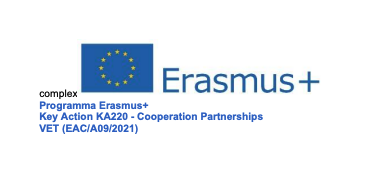 Erasmus+
complex
Programma Erasmus+
Key Action KA220 - Cooperation Partnerships
VET (EAC/A09/2021)